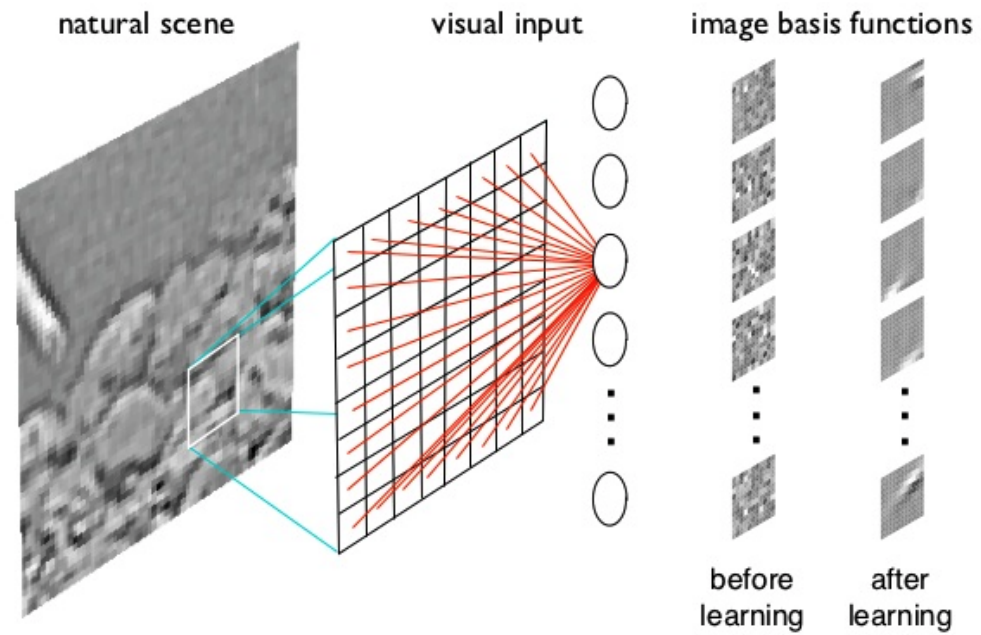 natural scene
visual input
image basis functions
before
learning
after
learning